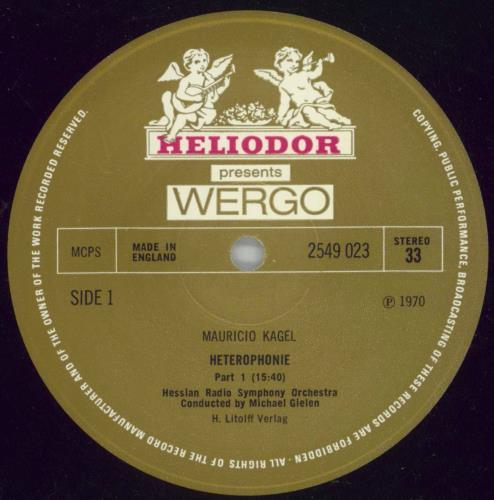 HELIODOR
presents
WERGO
MCPS
MADE IN
ENGLAND
2549 023
STEREO
33
SIDE 1
℗ 1970
MAURICIO KAGEL
HETEROPHONIE
Part 1 (15:40)
Hessian Radio Symphony Orchestra
Conducted by Michael Gielen
H. Litolff Verlag
COPYING, PUBLIC PERFORMANCE, BROADCASTING OF THESE RECORDS ARE FORBIDDEN · ALL RIGHTS OF THE RECORD MANUFACTURER AND OF THE OWNER OF THE WORK RECORDED RESERVED.